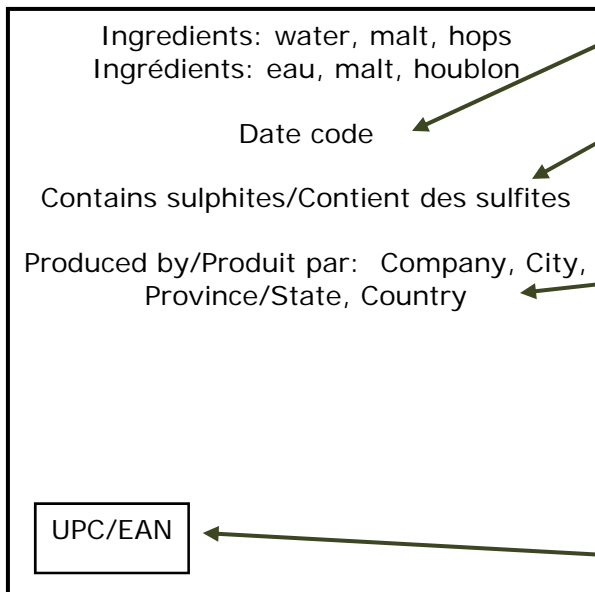 Ingredients: water, malt, hops
Ingrédients: eau, malt, houblon
Date code
Contains sulphites/Contient des sulfites
Produced by/Produit par: Company, City,
Province/State, Country
UPC/EAN